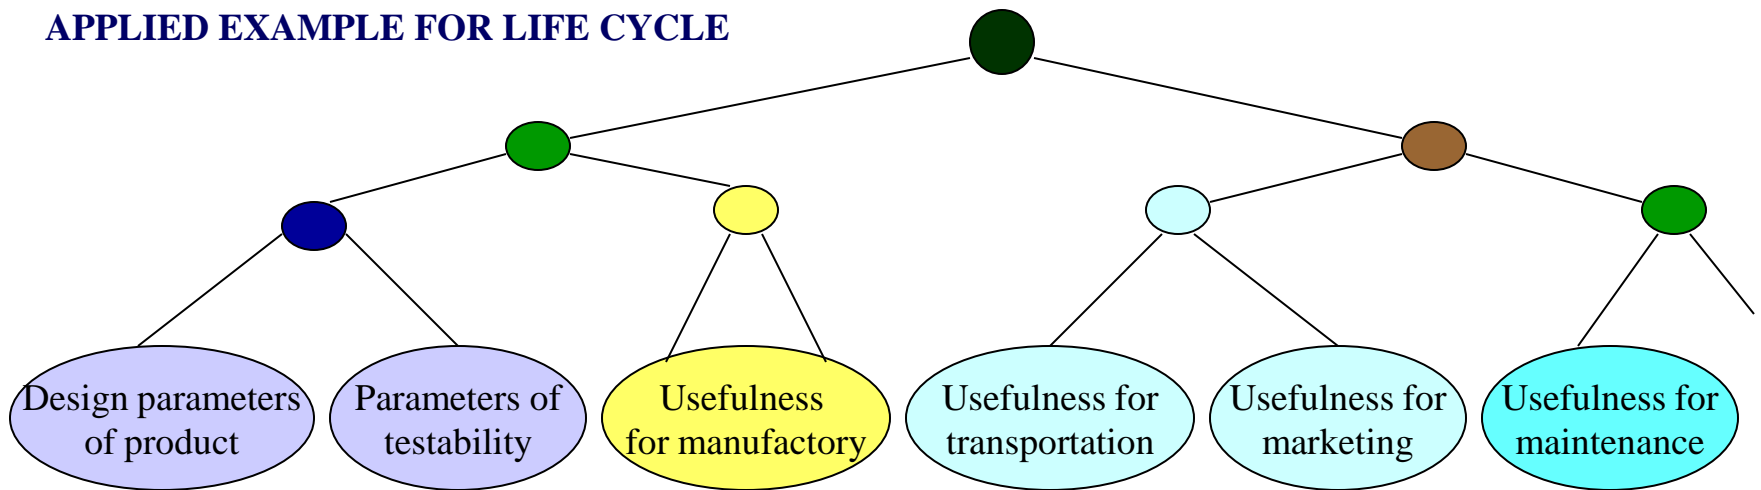 APPLIED EXAMPLE FOR LIFE CYCLE
Design parameters
of product
Parameters of
testability
Usefulness
for manufactory
Usefulness for
transportation
Usefulness for
marketing
Usefulness for
maintenance